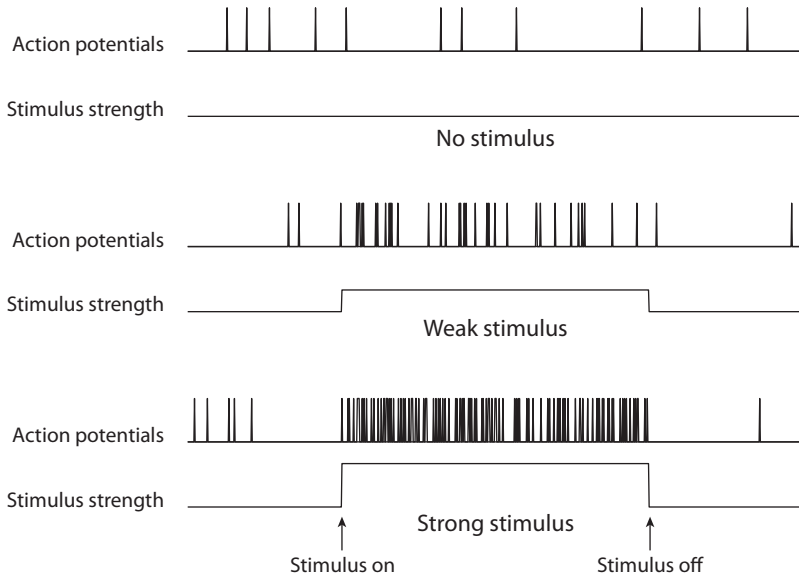 Action potentials
Stimulus strength
No stimulus
Action potentials
Stimulus strength
Weak stimulus
Action potentials
Stimulus strength
Strong stimulus
Stimulus on
Stimulus off